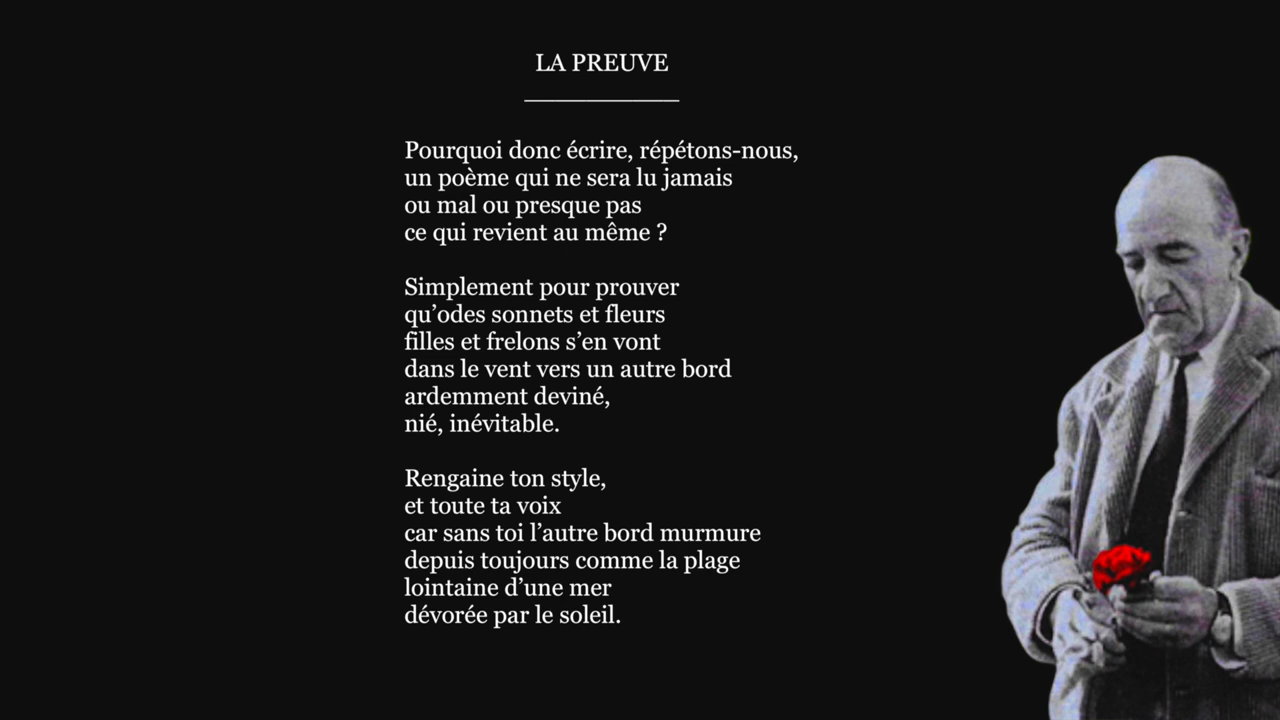 LA PREUVE
Pourquoi donc écrire, répétons-nous,
un poème qui ne sera lu jamais
ou mal ou presque pas
ce qui revient au même ?
Simplement pour prouver
qu’odes sonnets et fleurs
filles et frelons s’en vont
dans le vent vers un autre bord
ardemment deviné,
nié, inévitable.
Rengaine ton style,
et toute ta voix
car sans toi l’autre bord murmure
depuis toujours comme la plage
lointaine d’une mer
dévorée par le soleil.